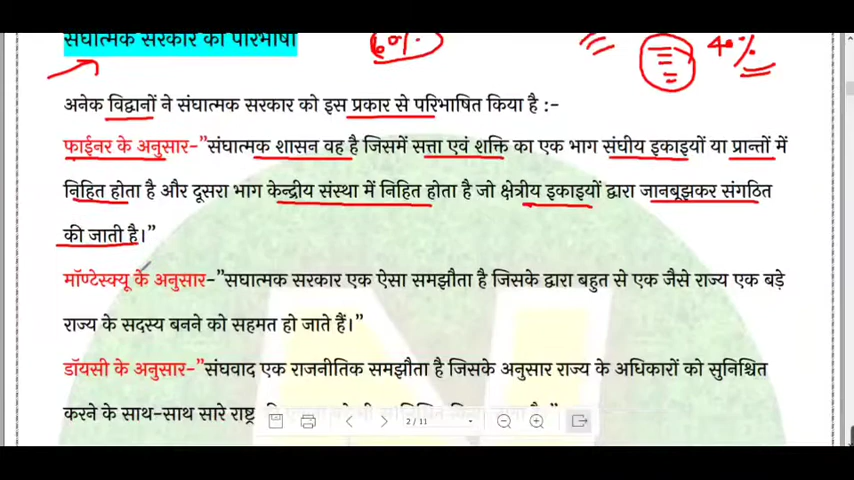 संघात्मक सरकार की परिभाषा
60%
40%
अनेक विद्वानों ने संघात्मक सरकार को इस प्रकार से परिभाषित किया है :-
फाईनर के अनुसार-”संघात्मक शासन वह है जिसमें सत्ता एवं शक्ति का एक भाग संघीय इकाइयों या प्रान्तों में
निहित होता है और दूसरा भाग केन्द्रीय संस्था में निहित होता है जो क्षेत्रीय इकाइयों द्वारा जानबूझकर संगठित
की जाती है।”
मॉण्टेस्क्यू के अनुसार-”सघात्मक सरकार एक ऐसा समझौता है जिसके द्वारा बहुत से एक जैसे राज्य एक बड़े
राज्य के सदस्य बनने को सहमत हो जाते हैं।”
डॉयसी के अनुसार-”संघवाद एक राजनीतिक समझौता है जिसके अनुसार राज्य के अधिकारों को सुनिश्चित
करने के साथ-साथ सारे राष्ट्र
2 / 11